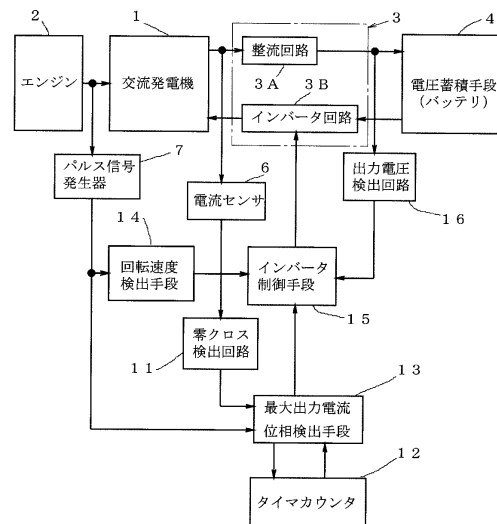 2
エンジン
1
交流発電機
3
整流回路
3A
3B
インバータ回路
4
電圧蓄積手段
(バッテリ)
7
パルス信号
発生器
6
電流センサ
出力電圧
検出回路
16
14
回転速度
検出手段
インバータ
制御手段
15
零クロス
検出回路
11
13
最大出力電流
位相検出手段
12
タイマカウンタ